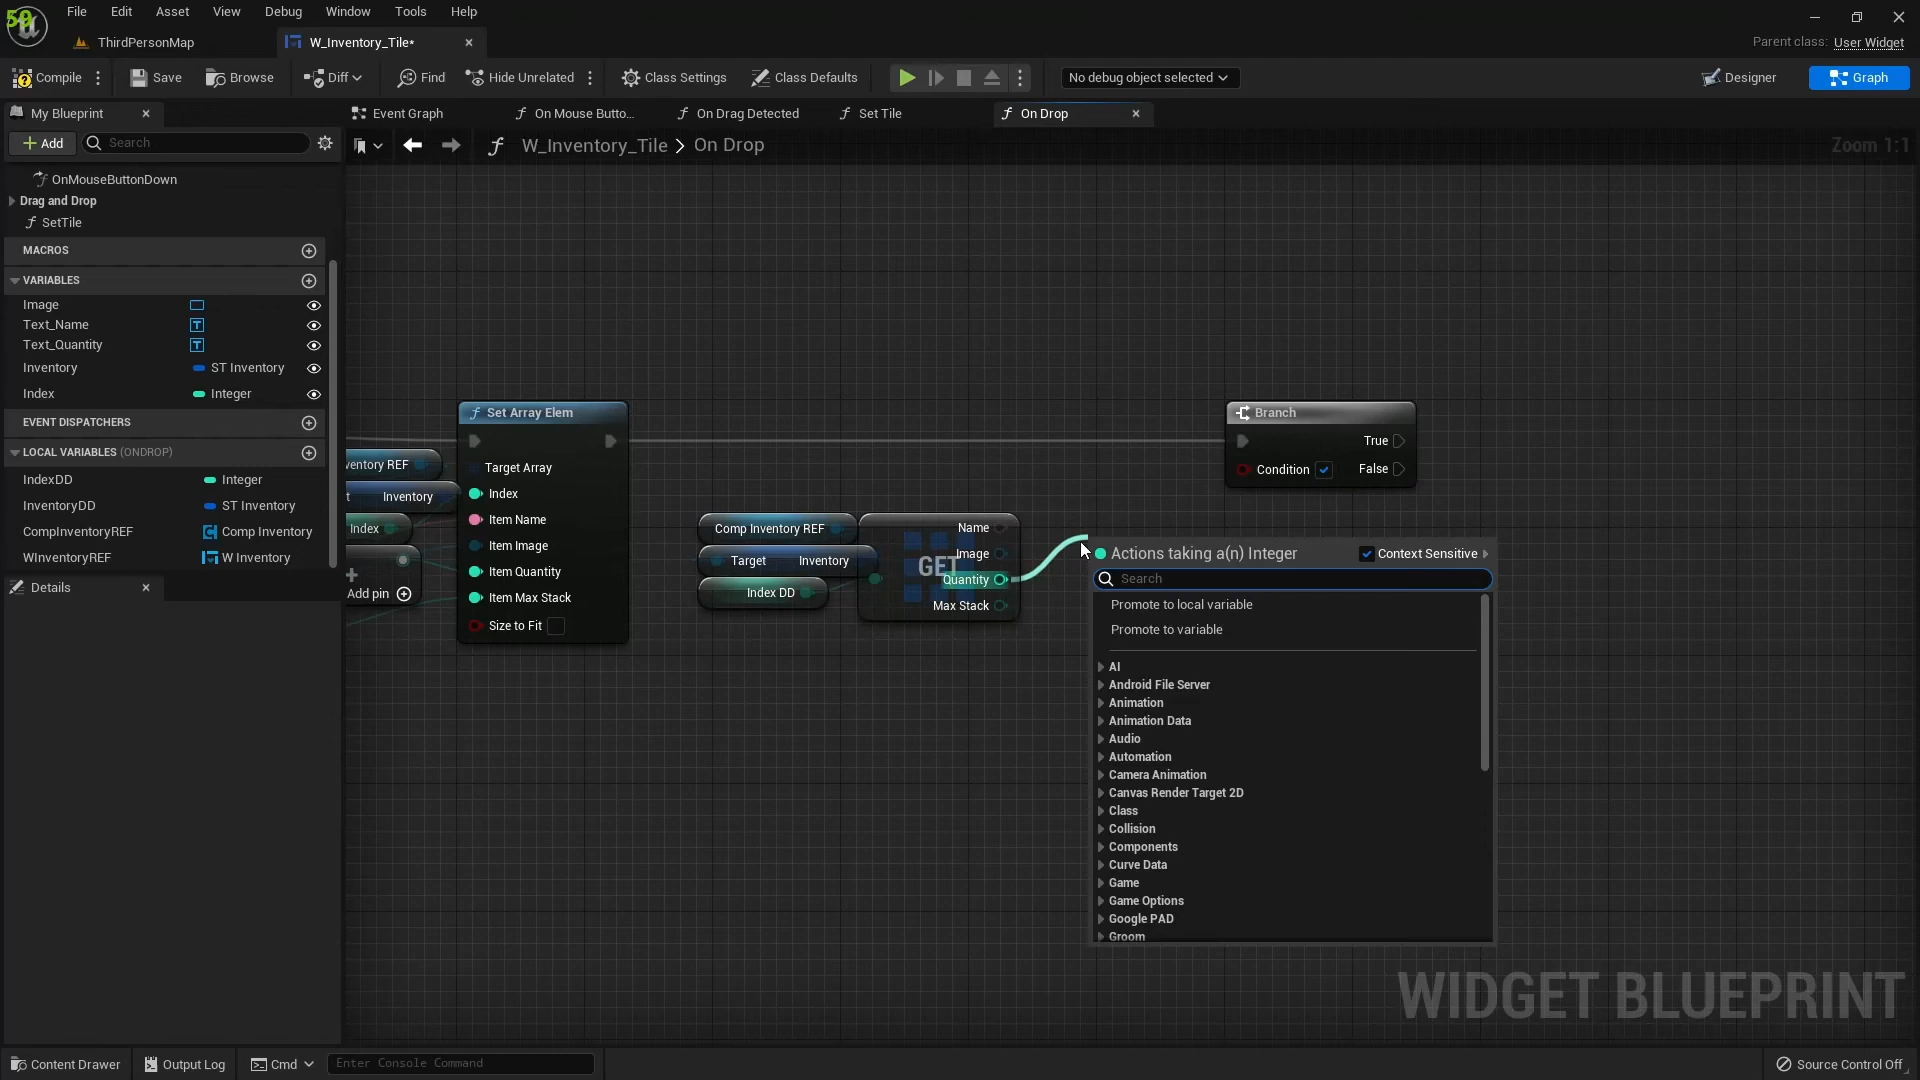 50
File Edit Asset View Debug Window Tools Help
ThirdPersonMap
W_Inventory_Tile*
Parent class: User Widget
Compile Save Browse Diff Find Hide Unrelated Class Settings Class Defaults No debug object selected Designer Graph
My Blueprint
Event Graph On Mouse Butto... On Drag Detected Set Tile On Drop
Add Search
W_Inventory_Tile > On Drop
Zoom 1:1
OnMouseButtonDown
Drag and Drop
SetTile
MACROS
VARIABLES
Image
Text_Name
Text_Quantity
Inventory ST Inventory
Index Integer
EVENT DISPATCHERS
LOCAL VARIABLES (ONDROP)
IndexDD Integer
InventoryDD ST Inventory
CompInventoryREF Comp Inventory
WInventoryREF W Inventory
Details
ventory REF
t Inventory
Index
Add pin
Set Array Elem
Target Array
Index
Item Name
Item Image
Item Quantity
Item Max Stack
Size to Fit
Comp Inventory REF
Target Inventory
Index DD
GET
Name
Image
Quantity
Max Stack
Branch
True
Condition False
Actions taking a(n) Integer Context Sensitive
Search
Promote to local variable
Promote to variable
AI
Android File Server
Animation
Animation Data
Audio
Automation
Camera Animation
Canvas Render Target 2D
Class
Collision
Components
Curve Data
Game
Game Options
Google PAD
Groom
WIDGET BLUEPRINT
Content Drawer Output Log Cmd Enter Console Command Source Control Off